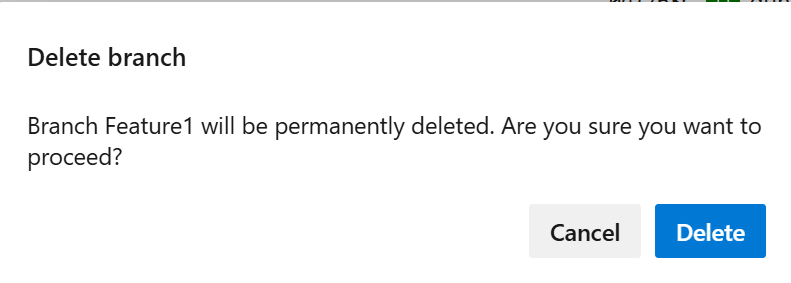 Delete branch
Branch Feature1 will be permanently deleted. Are you sure you want to
proceed?
Cancel
Delete